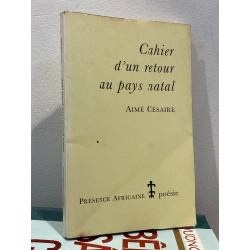 Cahier
d'un retour
au pays natal
AIMÉ CÉSAIRE
PRÉSENCE AFRICAINE poésie